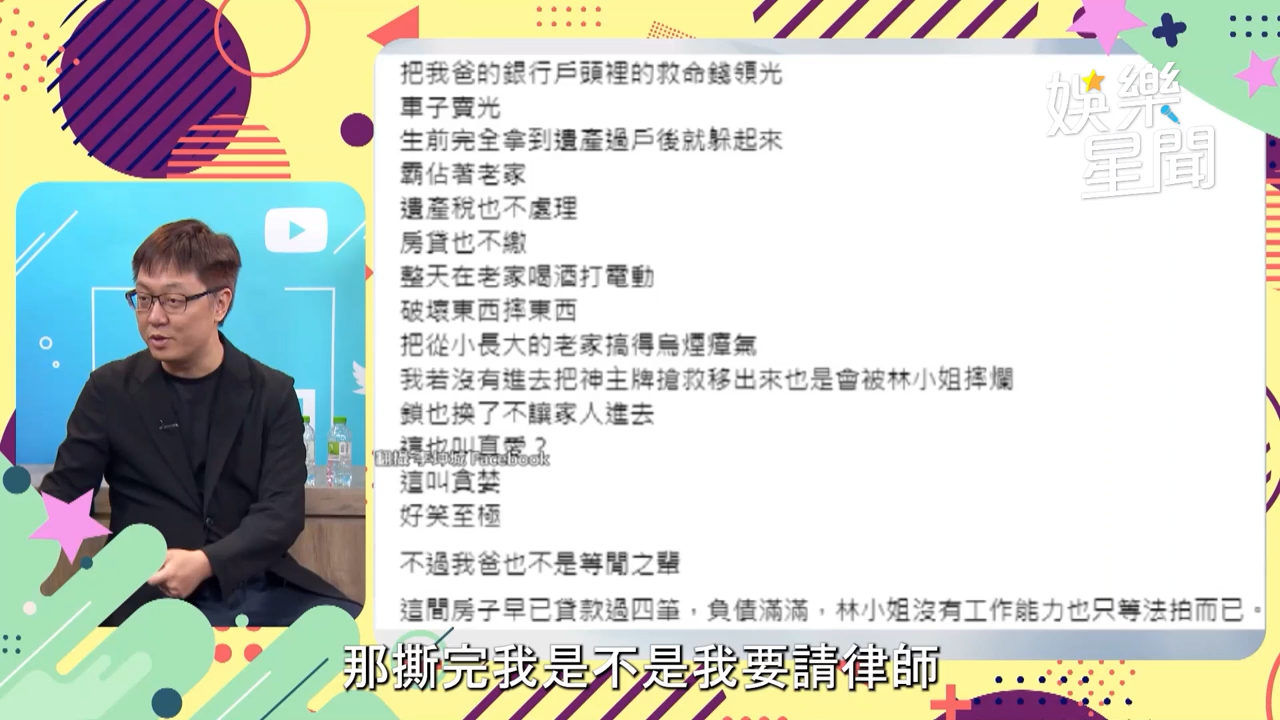 把我爸的銀行戶頭裡的救命錢領光
車子賣光
生前完全拿到遺產過戶後就躲起來
霸佔著老家
遺產稅也不處理
房貸也不繳
整天在老家喝酒打電動
破壞東西摔東西
把從小長大的老家搞得烏煙瘴氣
我若沒有進去把神主牌搶救移出來也是會被林小姐摔爛
鎖也換了不讓家人進去
這也叫真愛？
Facebook
這叫貪婪
好笑至極
不過我爸也不是等閒之輩
這間房子早已貸款過四筆，負債滿滿，林小姐沒有工作能力也只等法拍而已。
娛樂
星聞
那撕完我是不是我要請律師